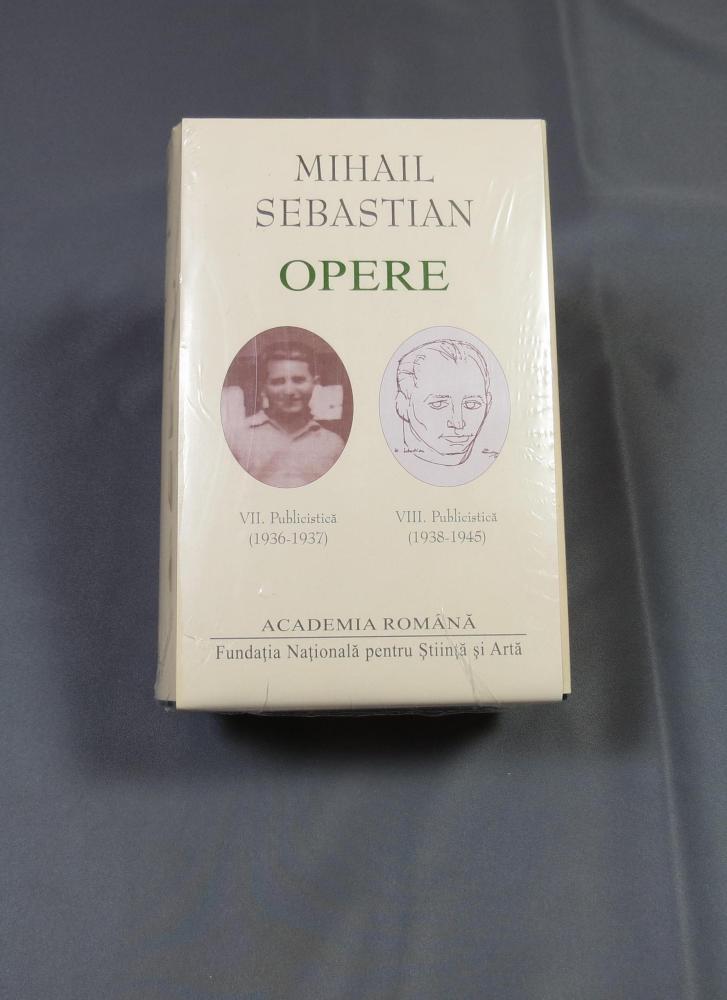 MIHAIL
SEBASTIAN
OPERE
VII. Publicistică
(1936-1937)
VIII. Publicistică
(1938-1945)
ACADEMIA ROMÂNĂ
Fundația Națională pentru Știință și Artă